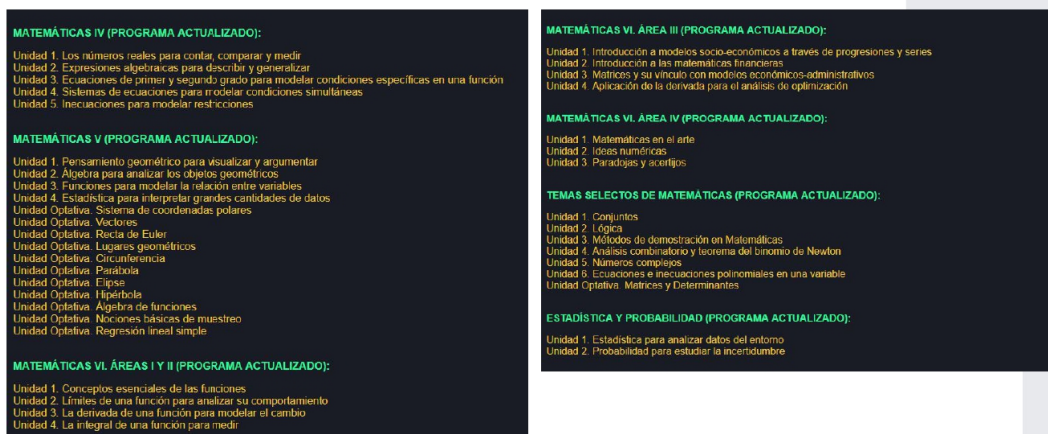 MATEMÁTICAS IV (PROGRAMA ACTUALIZADO):
Unidad 1. Los números reales para contar, comparar y medir
Unidad 2. Expresiones algebraicas para describir y generalizar
Unidad 3. Ecuaciones de primer y segundo grado para modelar condiciones específicas en una función
Unidad 4. Sistemas de ecuaciones para modelar condiciones simultáneas
Unidad 5. Inecuaciones para modelar restricciones
MATEMÁTICAS V (PROGRAMA ACTUALIZADO):
Unidad 1. Pensamiento geométrico para visualizar y argumentar
Unidad 2. Álgebra para analizar los objetos geométricos
Unidad 3. Funciones para modelar la relación entre variables
Unidad 4. Estadística para interpretar grandes cantidades de datos
Unidad Optativa. Sistema de coordenadas polares
Unidad Optativa. Vectores
Unidad Optativa. Recta de Euler
Unidad Optativa. Lugares geométricos
Unidad Optativa. Circunferencia
Unidad Optativa. Parábola
Unidad Optativa. Elipse
Unidad Optativa. Hipérbola
Unidad Optativa. Álgebra de funciones
Unidad Optativa. Nociones básicas de muestreo
Unidad Optativa. Regresión lineal simple
MATEMÁTICAS VI. ÁREAS I Y II (PROGRAMA ACTUALIZADO):
Unidad 1. Conceptos esenciales de las funciones
Unidad 2. Límites de una función para analizar su comportamiento
Unidad 3. La derivada de una función para modelar el cambio
Unidad 4. La integral de una función para medir
MATEMÁTICAS VI. ÁREA III (PROGRAMA ACTUALIZADO):
Unidad 1. Introducción a modelos socio-económicos a través de progresiones y series
Unidad 2. Introducción a las matemáticas financieras
Unidad 3. Matrices y su vínculo con modelos económicos-administrativos
Unidad 4. Aplicación de la derivada para el análisis de optimización
MATEMÁTICAS VI. ÁREA IV (PROGRAMA ACTUALIZADO):
Unidad 1. Matemáticas en el arte
Unidad 2. Ideas numéricas
Unidad 3. Paradojas y acertijos
TEMAS SELECTOS DE MATEMÁTICAS (PROGRAMA ACTUALIZADO):
Unidad 1. Conjuntos
Unidad 2. Lógica
Unidad 3. Métodos de demostración en Matemáticas
Unidad 4. Análisis combinatorio y teorema del binomio de Newton
Unidad 5. Números complejos
Unidad 6. Ecuaciones e inecuaciones polinomiales en una variable
Unidad Optativa. Matrices y Determinantes
ESTADÍSTICA Y PROBABILIDAD (PROGRAMA ACTUALIZADO):
Unidad 1. Estadística para analizar datos del entorno
Unidad 2. Probabilidad para estudiar la incertidumbre